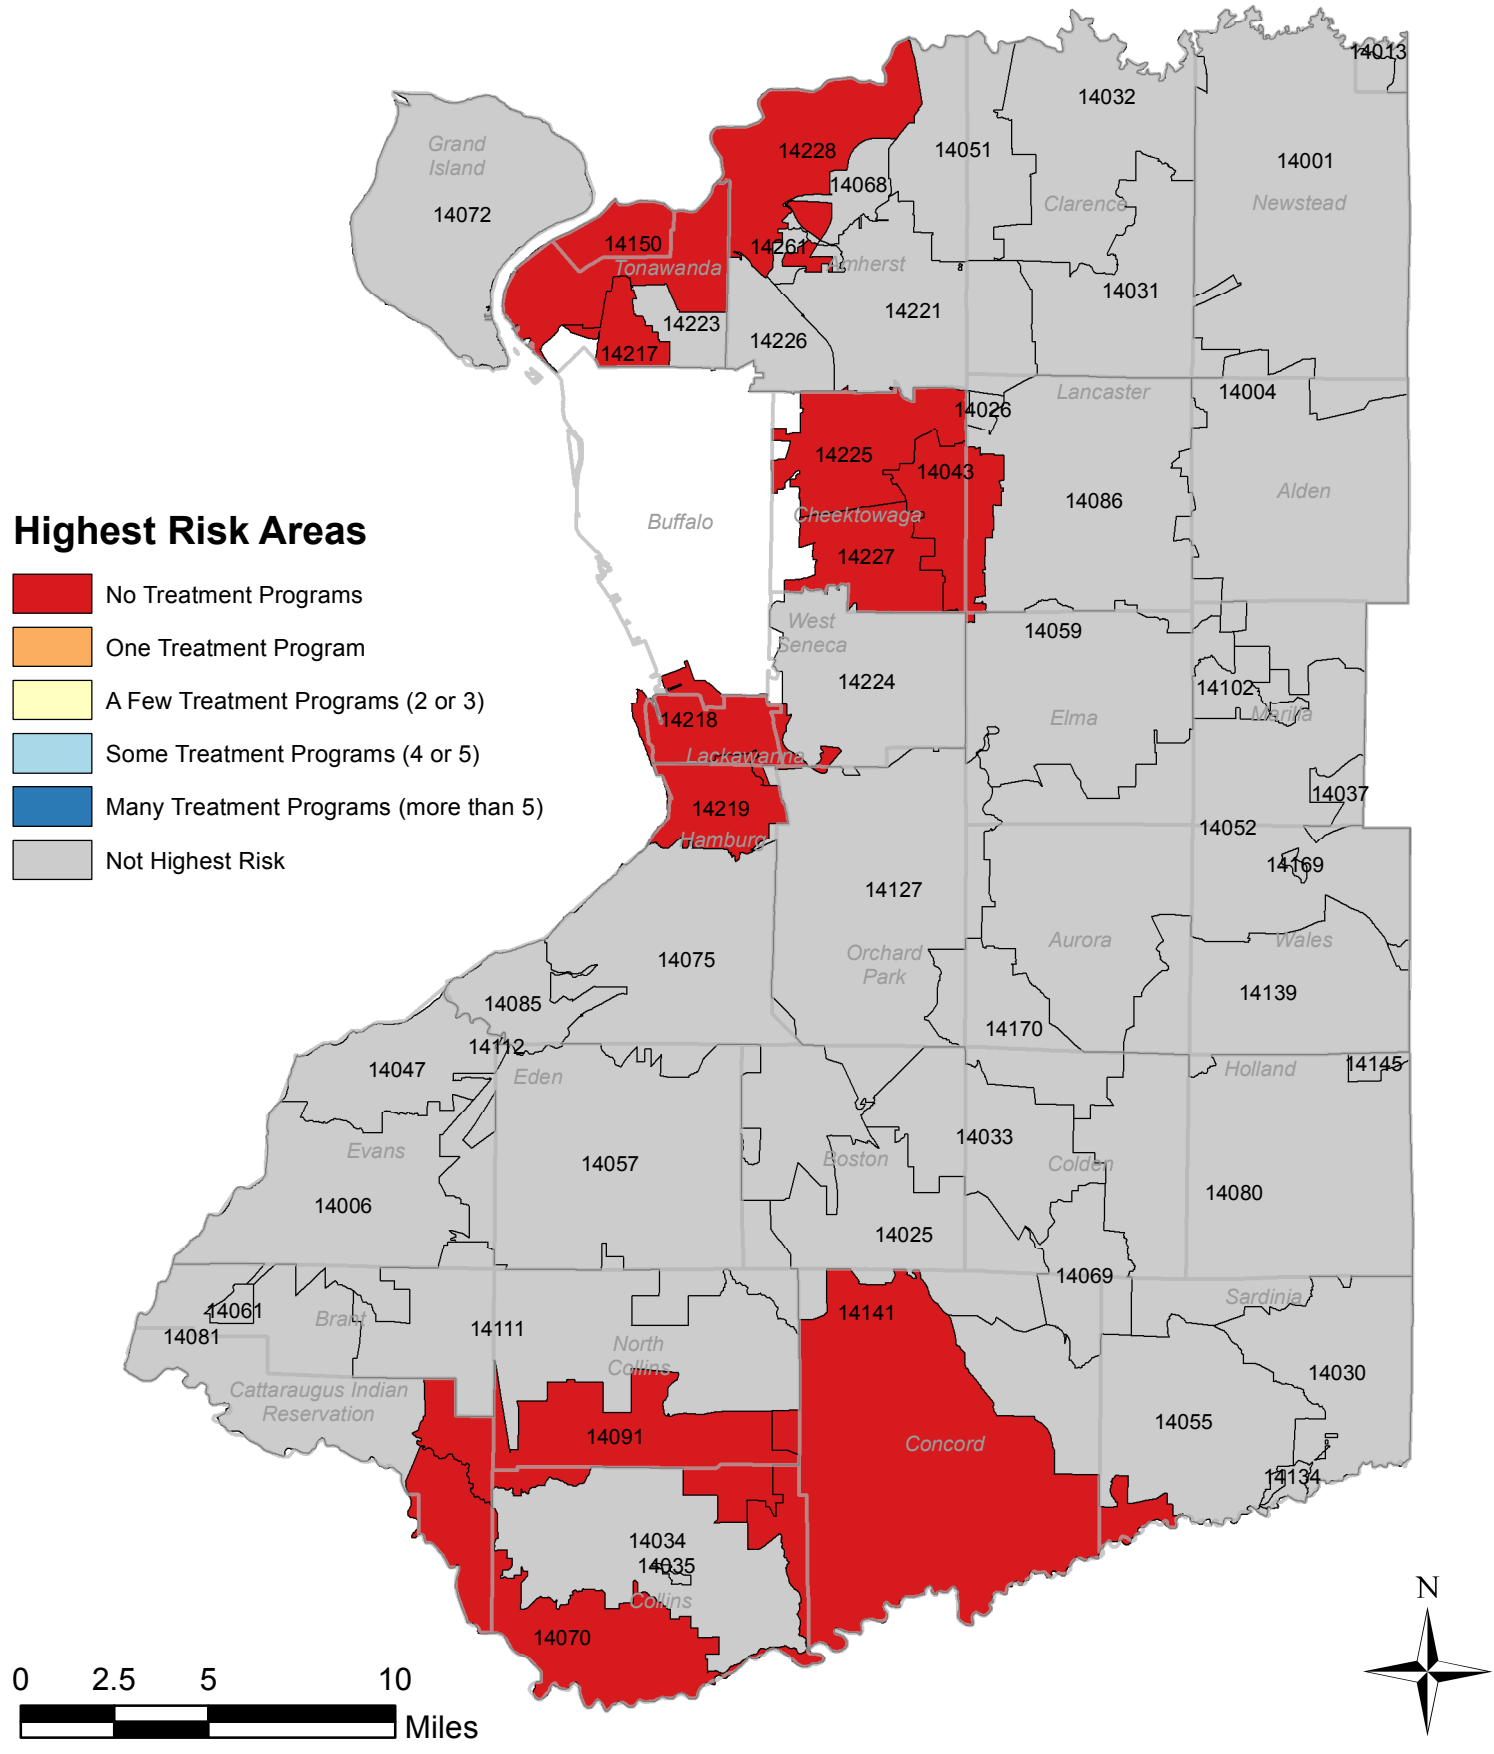 14013
14032
Grand
Island
14228
14051
14001
14068
14072
Clarence
Newstead
14150
14261
Tonawanda
Amherst
14031
14223
14221
14226
14217
Lancaster
14004
14026
14225
14043
14086
Alden
Buffalo
Cheektowaga
Highest Risk Areas
14227
No Treatment Programs
One Treatment Program
A Few Treatment Programs (2 or 3)
Some Treatment Programs (4 or 5)
Many Treatment Programs (more than 5)
Not Highest Risk
West
Seneca
14059
14224
14102
14218
Elma
Marilla
Lackawanna
14037
14219
14052
Hamburg
14169
14127
Aurora
Wales
Orchard
Park
14075
14085
14139
14170
14112
14047
Eden
Holland
14145
14033
Evans
14057
Boston
Colden
14006
14080
14025
14069
Sardinia
14061
14141
Brant
14111
14081
North
Collins
14030
Cattaraugus Indian
Reservation
14055
14091
Concord
14134
14034
14035
Collins
N
14070
0 2.5 5 10
Miles